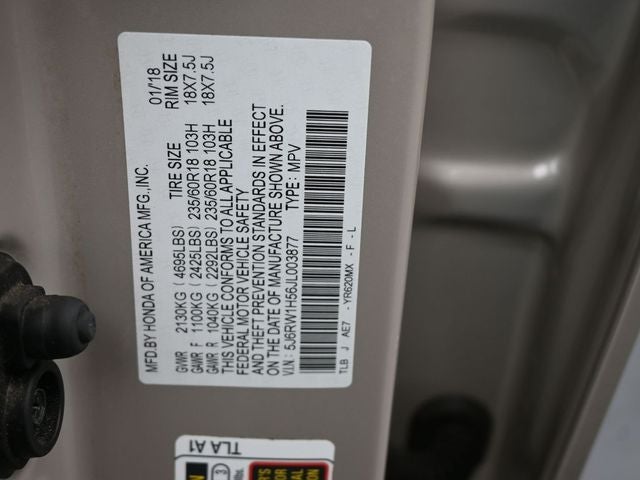 MFD.BY HONDA OF AMERICA MFG.,INC. 01/'18
TIRE SIZE RIM SIZE
GVWR 2130KG (4695LBS)
GAWR F 1100KG (2425LBS) 235/60R18 103H 18X7.5J
GAWR R 1040KG (2292LBS) 235/60R18 103H 18X7.5J
THIS VEHICLE CONFORMS TO ALL APPLICABLE
FEDERAL MOTOR VEHICLE SAFETY
AND THEFT PREVENTION STANDARDS IN EFFECT
ON THE DATE OF MANUFACTURE SHOWN ABOVE.
V.I.N: 5J6RW1H56JL003877 TYPE: MPV
TLB J AE7 - YR620MX - F - L
TLA A1
3